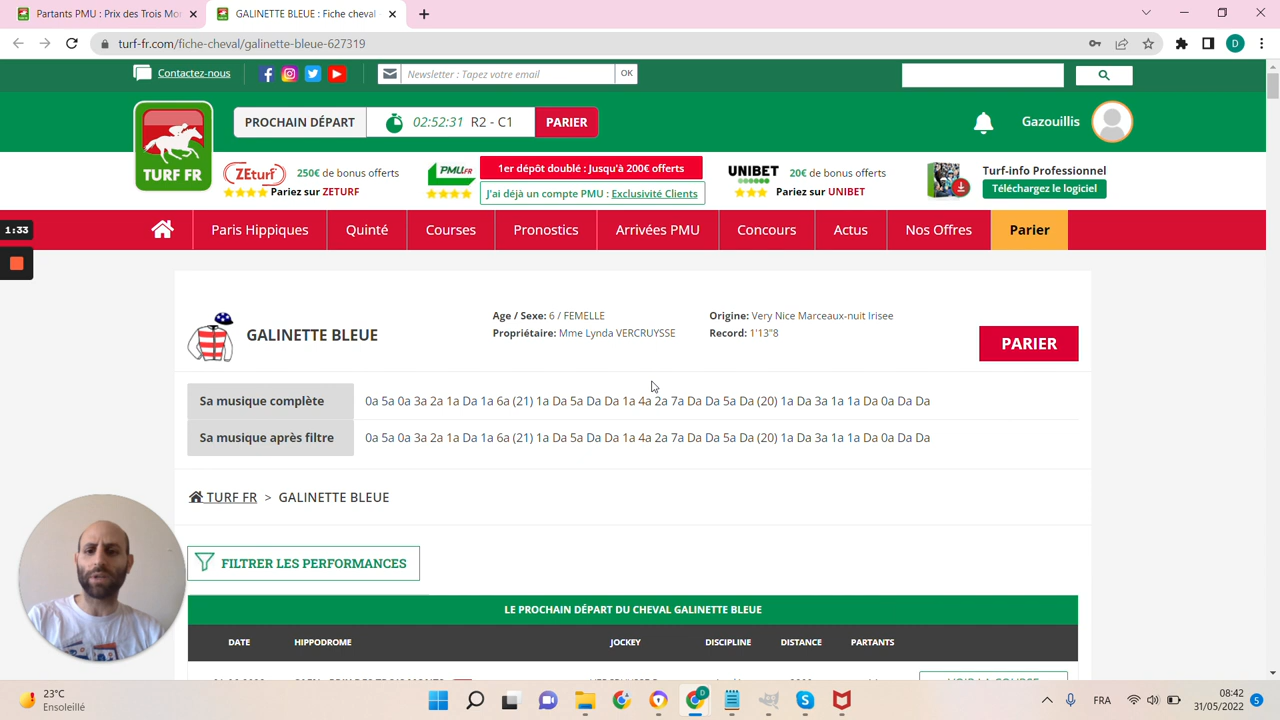 Partants PMU : Prix des Trois Mor
GALINETTE BLEUE : Fiche cheval
turf-fr.com/fiche-cheval/galinette-bleue-627319
D
Contactez-nous
Newsletter : Tapez votre email
OK
TURF FR
PROCHAIN DÉPART
02:52:31 R2 - C1
PARIER
Gazouillis
ZEturf
250€ de bonus offerts
Pariez sur ZETURF
PMU.FR
1er dépôt doublé : Jusqu'à 200€ offerts
J'ai déjà un compte PMU : Exclusivité Clients
UNIBET
20€ de bonus offerts
Pariez sur UNIBET
Turf-info Professionnel
Téléchargez le logiciel
1:33
Paris Hippiques
Quinté
Courses
Pronostics
Arrivées PMU
Concours
Actus
Nos Offres
Parier
GALINETTE BLEUE
Age / Sexe: 6 / FEMELLE
Propriétaire: Mme Lynda VERCRUYSSE
Origine: Very Nice Marceaux-nuit Irisee
Record: 1'13"8
PARIER
Sa musique complète
0a 5a 0a 3a 2a 1a Da 1a 6a (21) 1a Da 5a Da Da 1a 4a 2a 7a Da Da 5a Da (20) 1a Da 3a 1a 1a Da 0a Da Da
Sa musique après filtre
0a 5a 0a 3a 2a 1a Da 1a 6a (21) 1a Da 5a Da Da 1a 4a 2a 7a Da Da 5a Da (20) 1a Da 3a 1a 1a Da 0a Da Da
TURF FR > GALINETTE BLEUE
FILTRER LES PERFORMANCES
LE PROCHAIN DÉPART DU CHEVAL GALINETTE BLEUE
DATE
HIPPODROME
JOCKEY
DISCIPLINE
DISTANCE
PARTANTS
23°C
Ensoleillé
D
FRA
08:42
31/05/2022
5